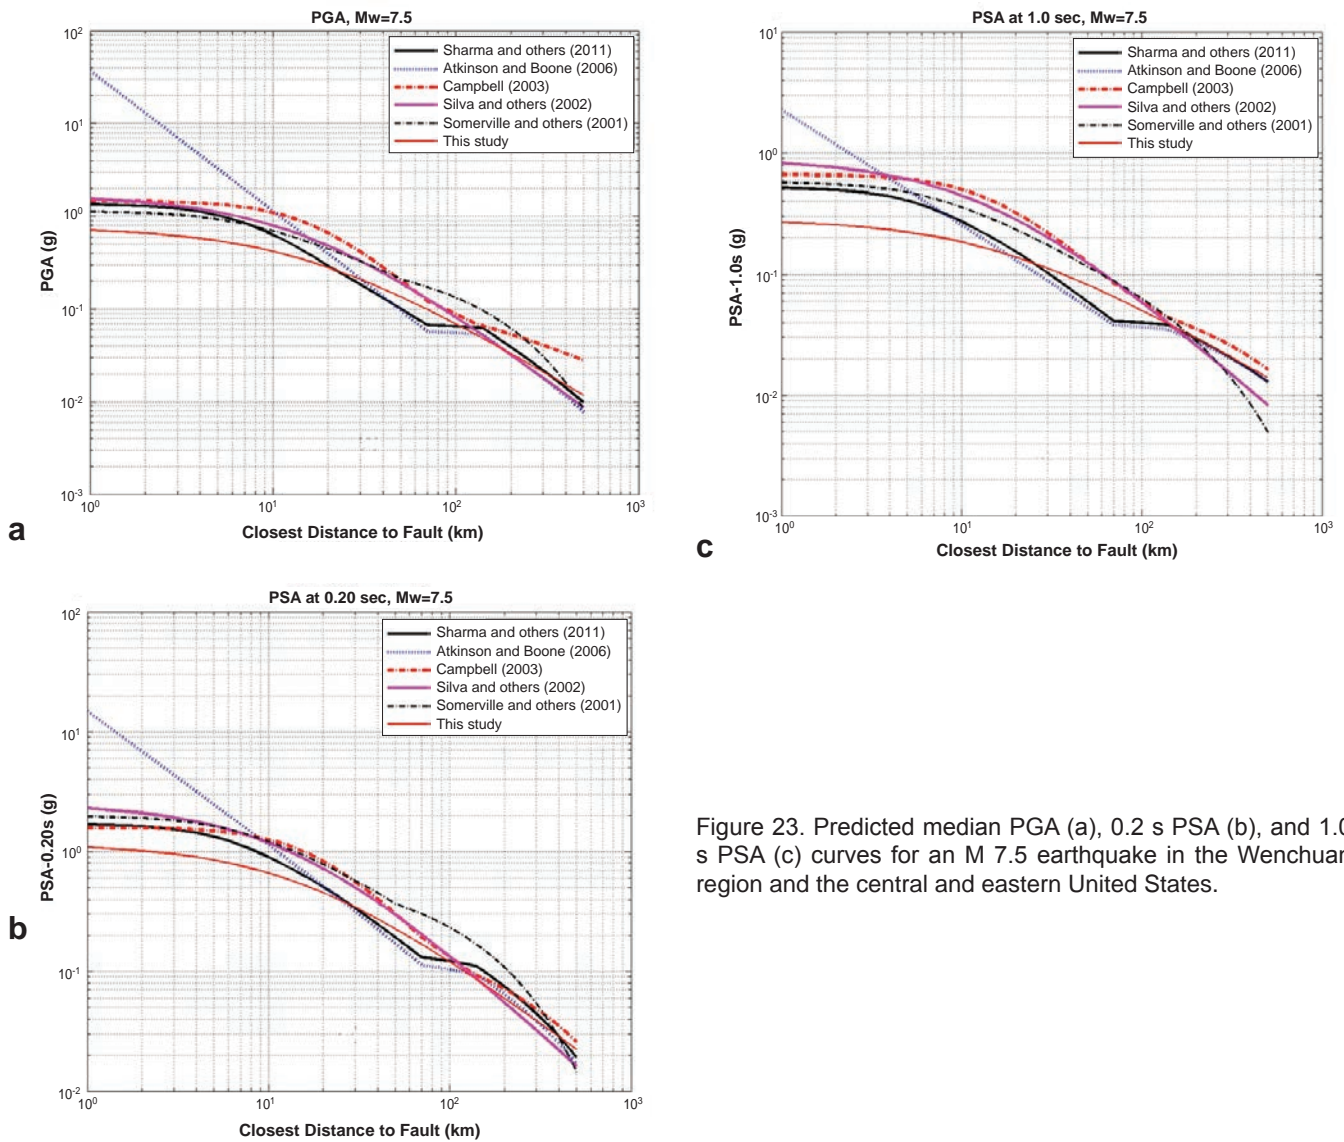 PGA, Mw=7.5
10²
10¹
10⁰
10⁻¹
10⁻²
10⁻³
PGA (g)
Sharma and others (2011)
Atkinson and Boone (2006)
Campbell (2003)
Silva and others (2002)
Somerville and others (2001)
This study
10⁰ 10¹ 10² 10³
Closest Distance to Fault (km)
a
PSA at 1.0 sec, Mw=7.5
10¹
10⁰
10⁻¹
10⁻²
10⁻³
PSA-1.0s (g)
Sharma and others (2011)
Atkinson and Boone (2006)
Campbell (2003)
Silva and others (2002)
Somerville and others (2001)
This study
10⁰ 10¹ 10² 10³
Closest Distance to Fault (km)
c
PSA at 0.20 sec, Mw=7.5
10²
10¹
10⁰
10⁻¹
10⁻²
PSA-0.20s (g)
Sharma and others (2011)
Atkinson and Boone (2006)
Campbell (2003)
Silva and others (2002)
Somerville and others (2001)
This study
10⁰ 10¹ 10² 10³
Closest Distance to Fault (km)
b
Figure 23. Predicted median PGA (a), 0.2 s PSA (b), and 1.0
s PSA (c) curves for an M 7.5 earthquake in the Wenchuan
region and the central and eastern United States.